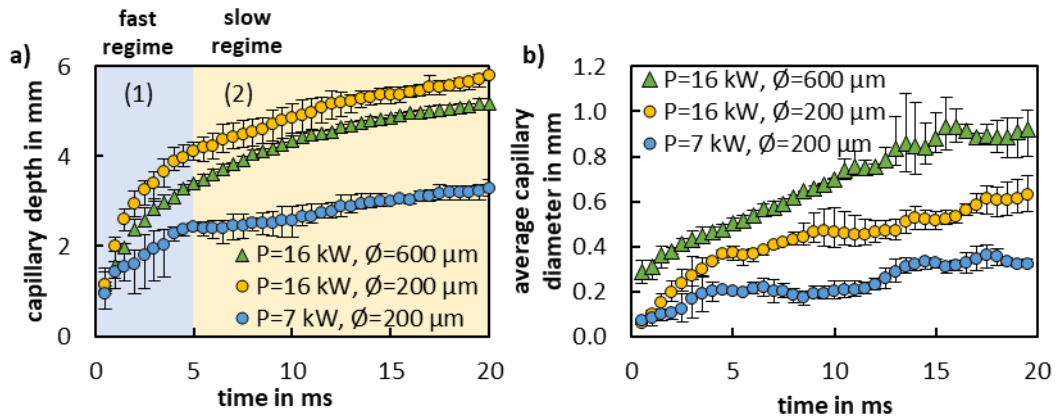 fast
regime
slow
regime
a)
(1)
(2)
capillary depth in mm
6
4
2
0
P=16 kW, Ø=600 µm
P=16 kW, Ø=200 µm
P=7 kW, Ø=200 µm
0 5 10 15 20
time in ms
b)
average capillary
diameter in mm
1.2
1.0
0.8
0.6
0.4
0.2
0.0
P=16 kW, Ø=600 µm
P=16 kW, Ø=200 µm
P=7 kW, Ø=200 µm
0 5 10 15 20
time in ms